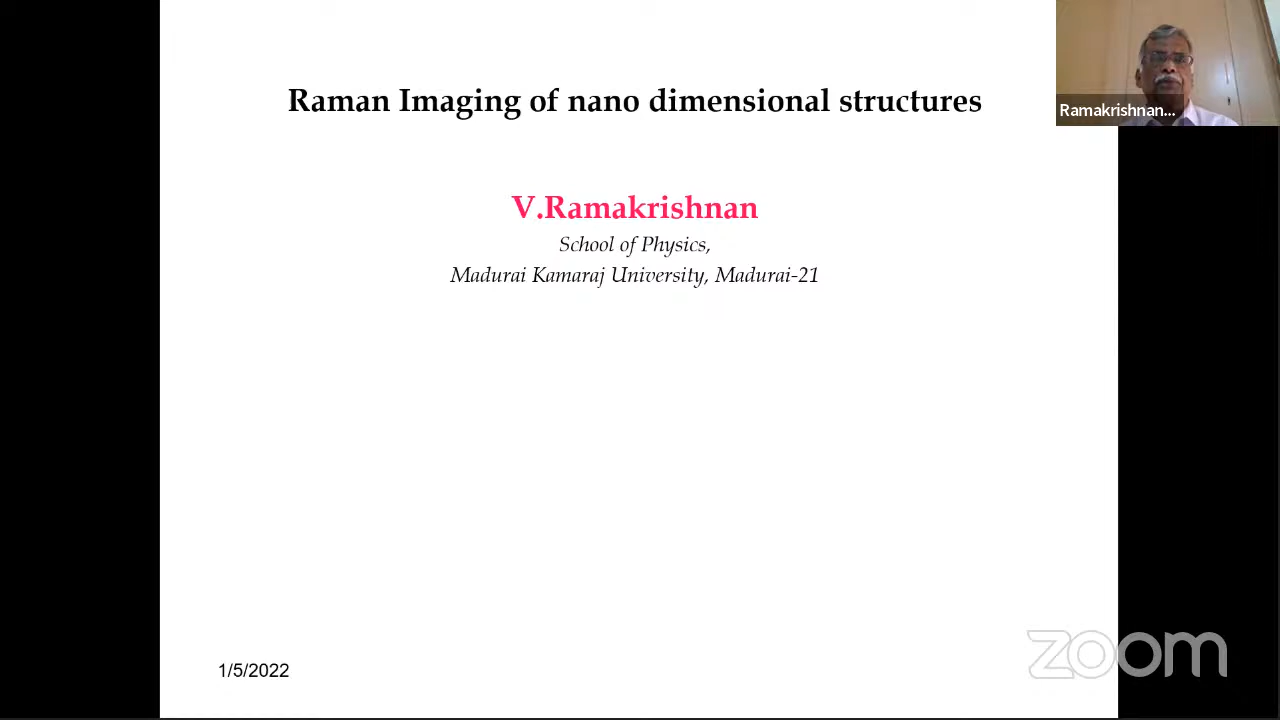 Raman Imaging of nano dimensional structures
Ramakrishnan...
V.Ramakrishnan
School of Physics,
Madurai Kamaraj University, Madurai-21
1/5/2022
zoom